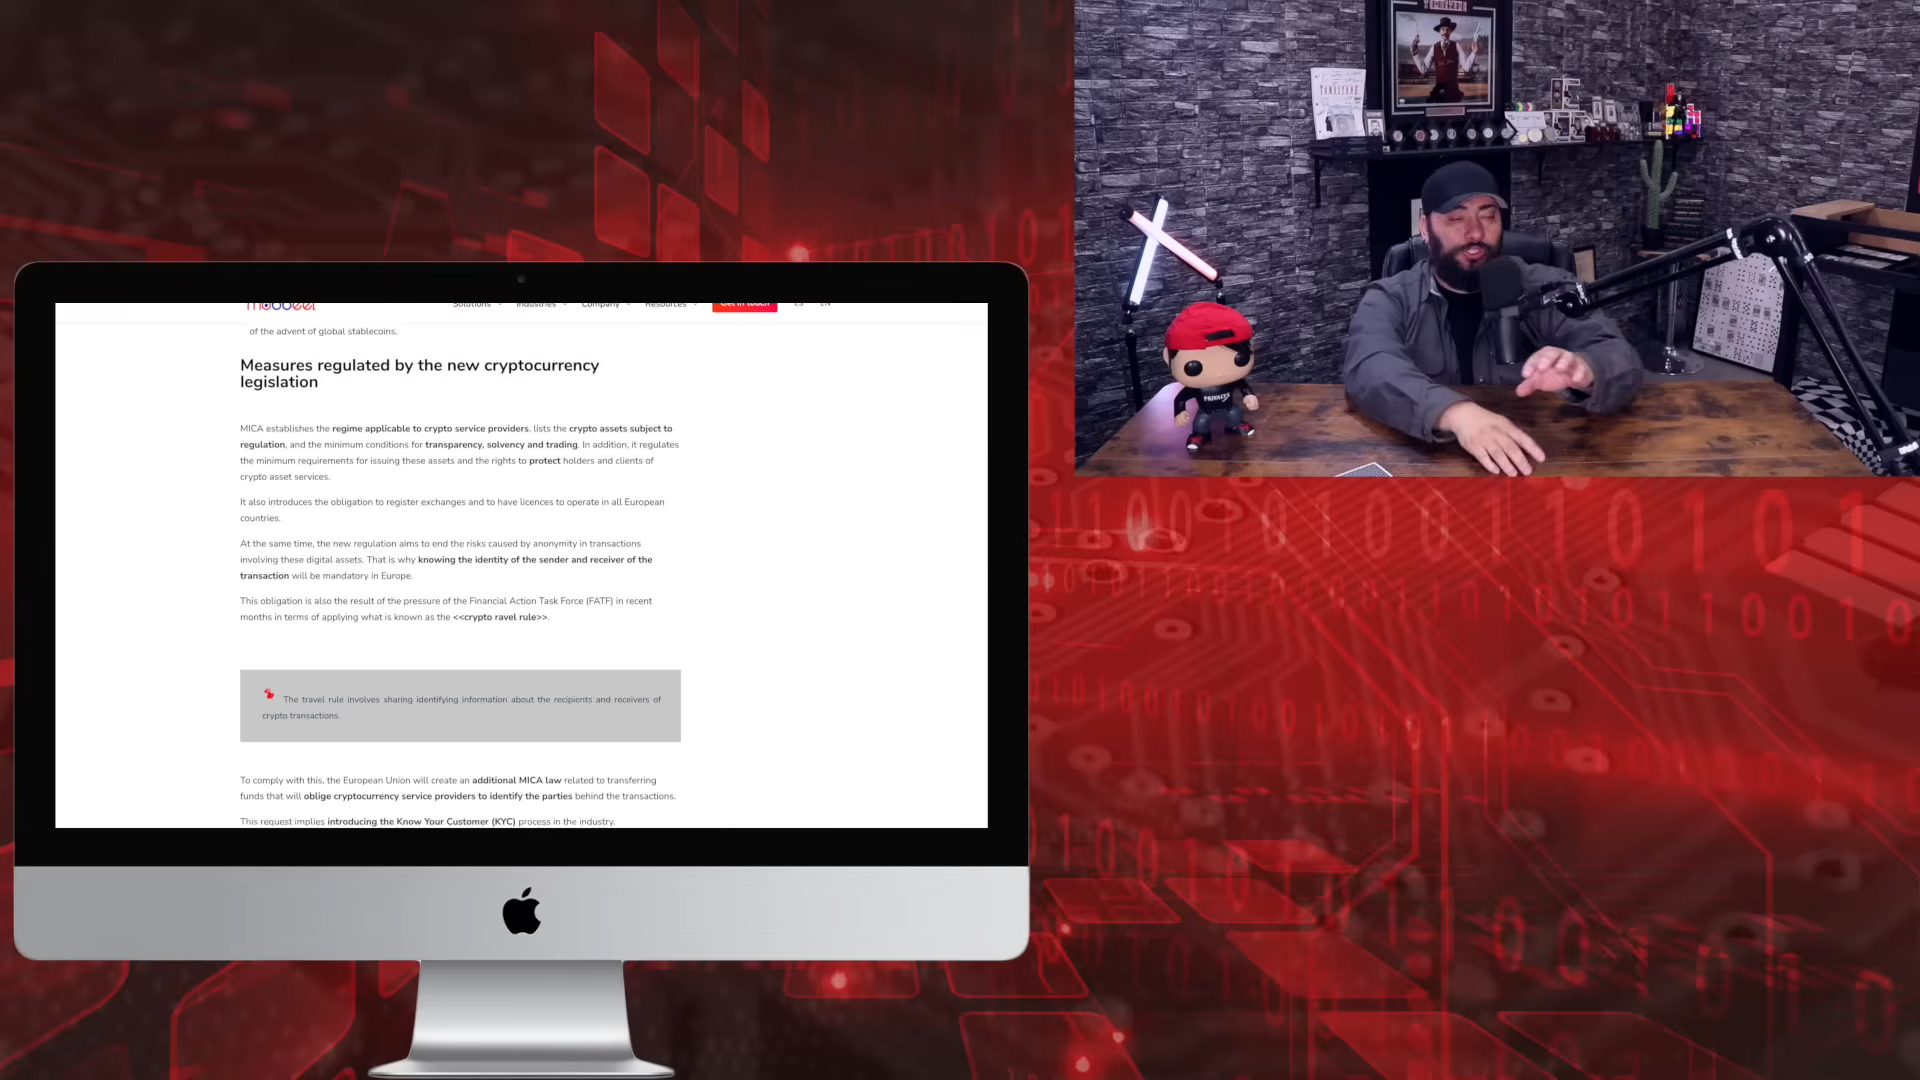 mobbeel
Solutions Industries Company Resources Get in touch ES EN
of the advent of global stablecoins.
Measures regulated by the new cryptocurrency
legislation
MICA establishes the regime applicable to crypto service providers, lists the crypto assets subject to
regulation, and the minimum conditions for transparency, solvency and trading. In addition, it regulates
the minimum requirements for issuing these assets and the rights to protect holders and clients of
crypto asset services.
It also introduces the obligation to register exchanges and to have licences to operate in all European
countries.
At the same time, the new regulation aims to end the risks caused by anonymity in transactions
involving these digital assets. That is why knowing the identity of the sender and receiver of the
transaction will be mandatory in Europe.
This obligation is also the result of the pressure of the Financial Action Task Force (FATF) in recent
months in terms of applying what is known as the <<crypto ravel rule>>.
The travel rule involves sharing identifying information about the recipients and receivers of
crypto transactions.
To comply with this, the European Union will create an additional MICA law related to transferring
funds that will oblige cryptocurrency service providers to identify the parties behind the transactions.
This request implies introducing the Know Your Customer (KYC) process in the industry.